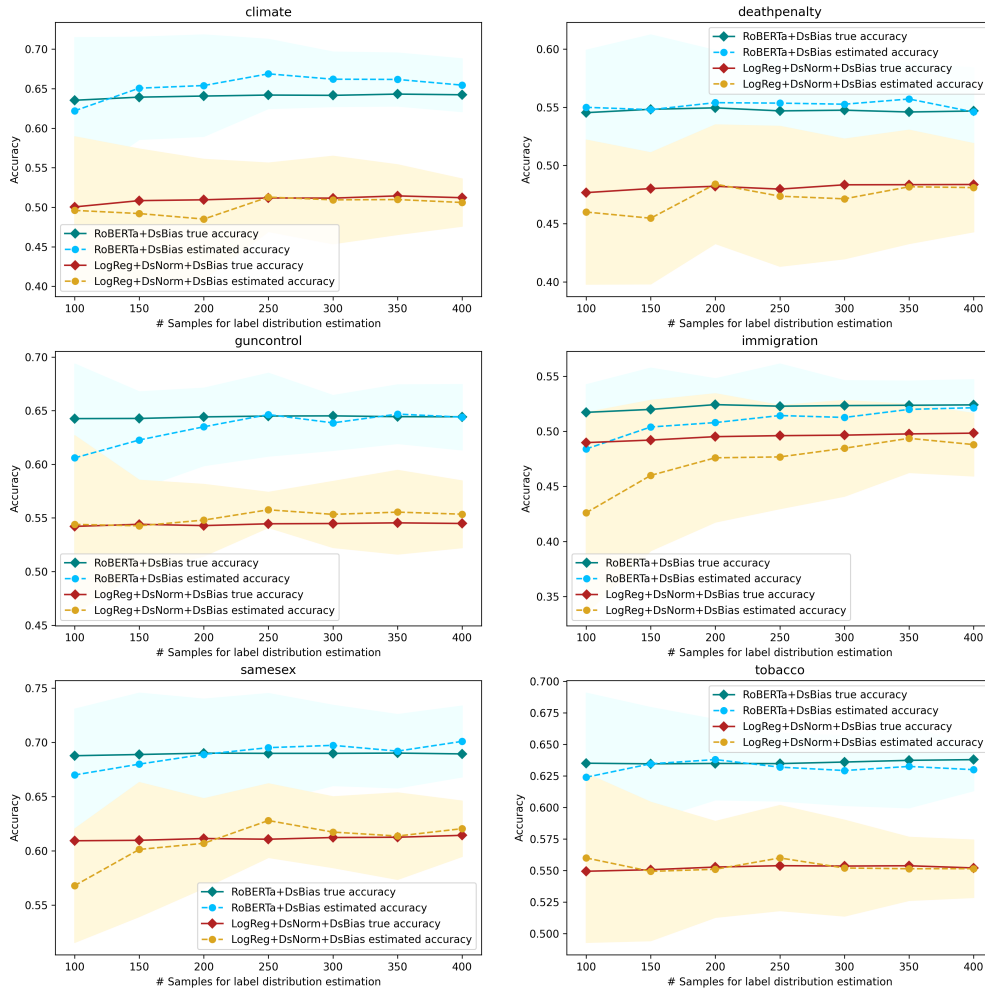 climate
Accuracy
0.70
0.65
0.60
0.55
0.50
0.45
0.40
RoBERTa+DsBias true accuracy
RoBERTa+DsBias estimated accuracy
LogReg+DsNorm+DsBias true accuracy
LogReg+DsNorm+DsBias estimated accuracy
100 150 200 250 300 350 400
# Samples for label distribution estimation
deathpenalty
Accuracy
0.60
0.55
0.50
0.45
0.40
RoBERTa+DsBias true accuracy
RoBERTa+DsBias estimated accuracy
LogReg+DsNorm+DsBias true accuracy
LogReg+DsNorm+DsBias estimated accuracy
100 150 200 250 300 350 400
# Samples for label distribution estimation
guncontrol
Accuracy
0.70
0.65
0.60
0.55
0.50
0.45
RoBERTa+DsBias true accuracy
RoBERTa+DsBias estimated accuracy
LogReg+DsNorm+DsBias true accuracy
LogReg+DsNorm+DsBias estimated accuracy
100 150 200 250 300 350 400
# Samples for label distribution estimation
immigration
Accuracy
0.55
0.50
0.45
0.40
0.35
RoBERTa+DsBias true accuracy
RoBERTa+DsBias estimated accuracy
LogReg+DsNorm+DsBias true accuracy
LogReg+DsNorm+DsBias estimated accuracy
100 150 200 250 300 350 400
# Samples for label distribution estimation
samesex
Accuracy
0.75
0.70
0.65
0.60
0.55
RoBERTa+DsBias true accuracy
RoBERTa+DsBias estimated accuracy
LogReg+DsNorm+DsBias true accuracy
LogReg+DsNorm+DsBias estimated accuracy
100 150 200 250 300 350 400
# Samples for label distribution estimation
tobacco
Accuracy
0.700
0.675
0.650
0.625
0.600
0.575
0.550
0.525
0.500
RoBERTa+DsBias true accuracy
RoBERTa+DsBias estimated accuracy
LogReg+DsNorm+DsBias true accuracy
LogReg+DsNorm+DsBias estimated accuracy
100 150 200 250 300 350 400
# Samples for label distribution estimation